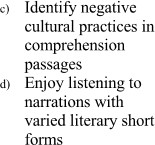 c) Identify negative
cultural practices in
comprehension
passages
d) Enjoy listening to
narrations with
varied literary short
forms